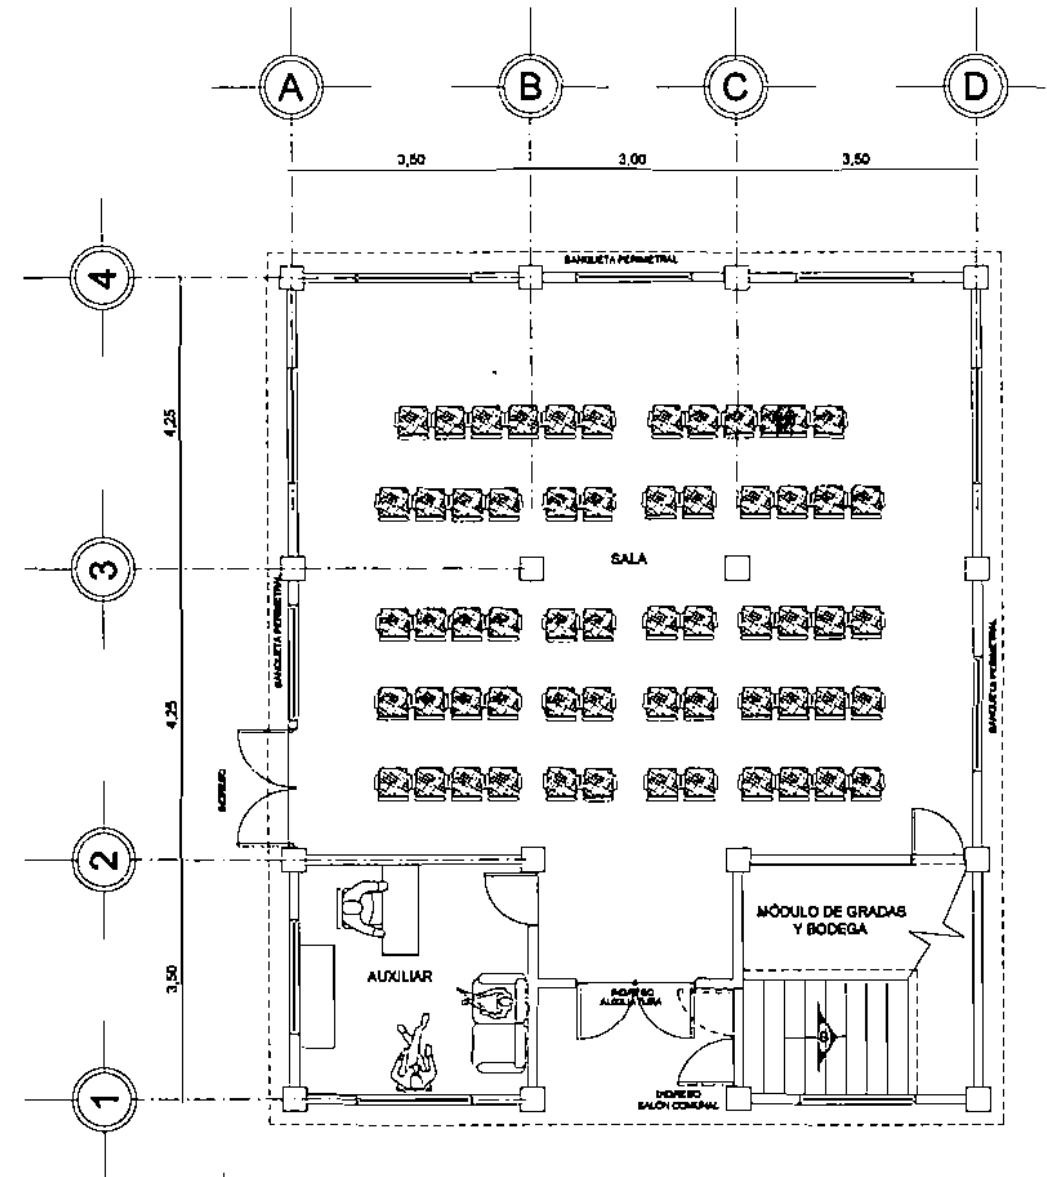 A B C D
3,50 3,00 3,50
BANQUETA PERIMETRAL
4
4,25
SALA
3
BANQUETA PERIMETRAL
BANQUETA PERIMETRAL
4,25
INGRESO
2
MÓDULO DE GRADAS
Y BODEGA
AUXILIAR
3,50
INGRESO
AUXILIATURA
1
INGRESO
SALÓN COMUNAL